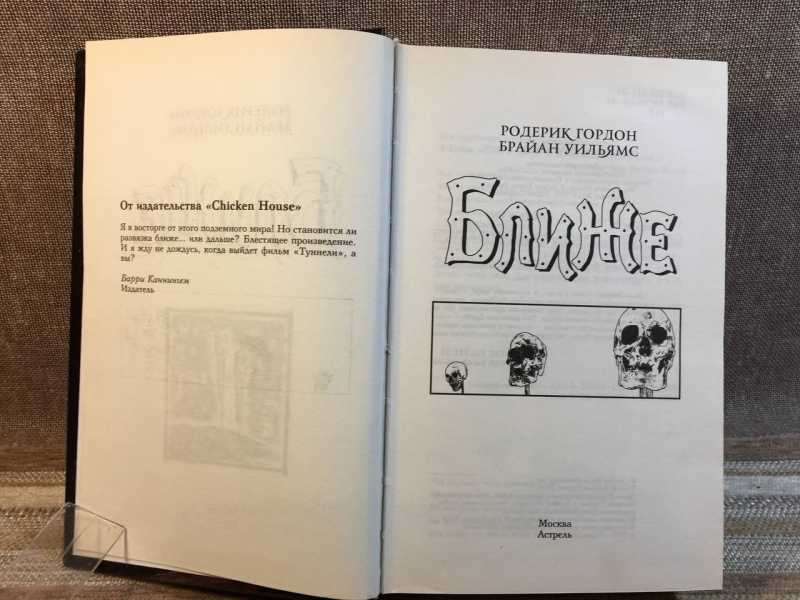 От издательства «Chicken House»
Я в восторге от этого подземного мира! Но становится ли
развязка ближе... или дальше? Блестящее произведение.
И я жду не дождусь, когда выйдет фильм «Туннели», а
вы?
Барри Каннингем
Издатель
РОДЕРИК ГОРДОН
БРАЙАН УИЛЬЯМС
БЛИЖЕ
Москва
Астрель